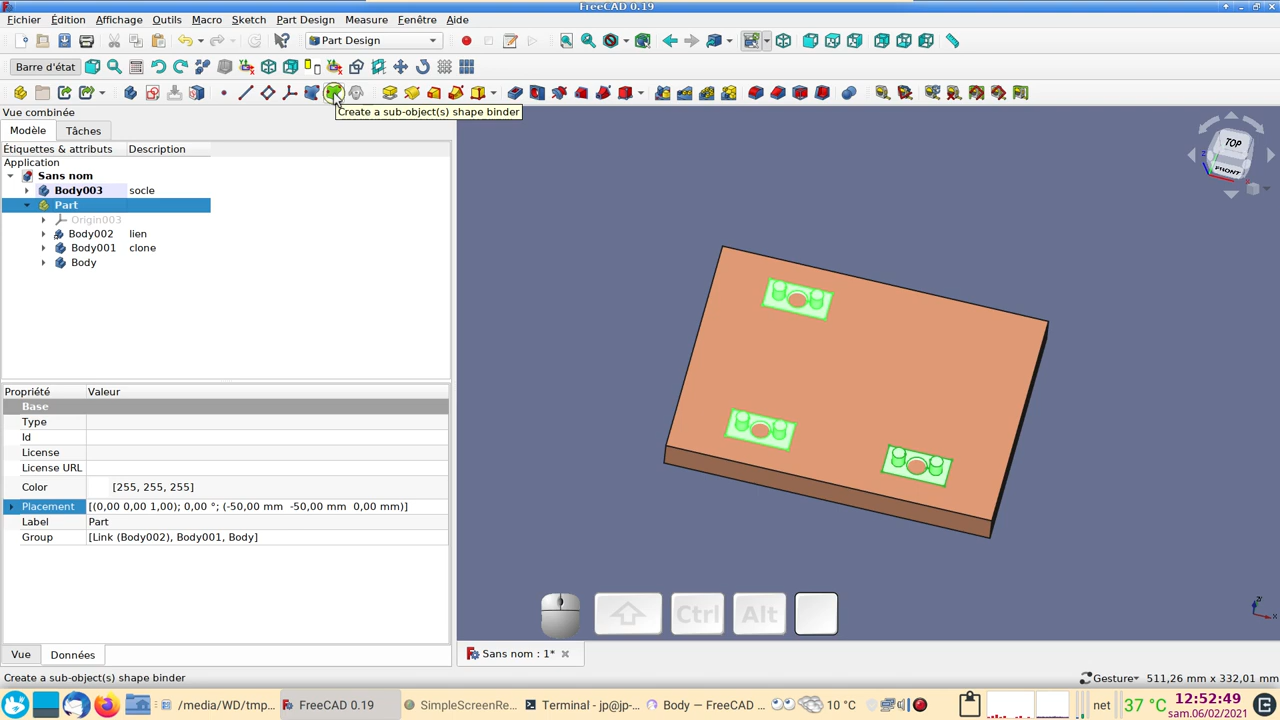 FreeCAD 0.19
Fichier Édition Affichage Outils Macro Sketch Part Design Measure Fenêtre Aide
Part Design
Barre d'état
Create a sub-object(s) shape binder
Vue combinée
Modèle Tâches
Étiquettes & attributs Description
Application
Sans nom
Body003 socle
Part
Origin003
Body002 lien
Body001 clone
Body
TOP
FRONT
Propriété Valeur
Base
Type
Id
License
License URL
Color [255, 255, 255]
Placement [(0,00 0,00 1,00); 0,00 °; (-50,00 mm -50,00 mm 0,00 mm)]
Label Part
Group [Link (Body002), Body001, Body]
Ctrl Alt
Vue Données
Sans nom : 1*
Create a sub-object(s) shape binder
Gesture 511,26 mm x 332,01 mm
/media/WD/tmp... FreeCAD 0.19 SimpleScreenRe... Terminal - jp@jp-... Body — FreeCAD ... 10 °C net 37 °C 12:52:49
sam.06/02/2021